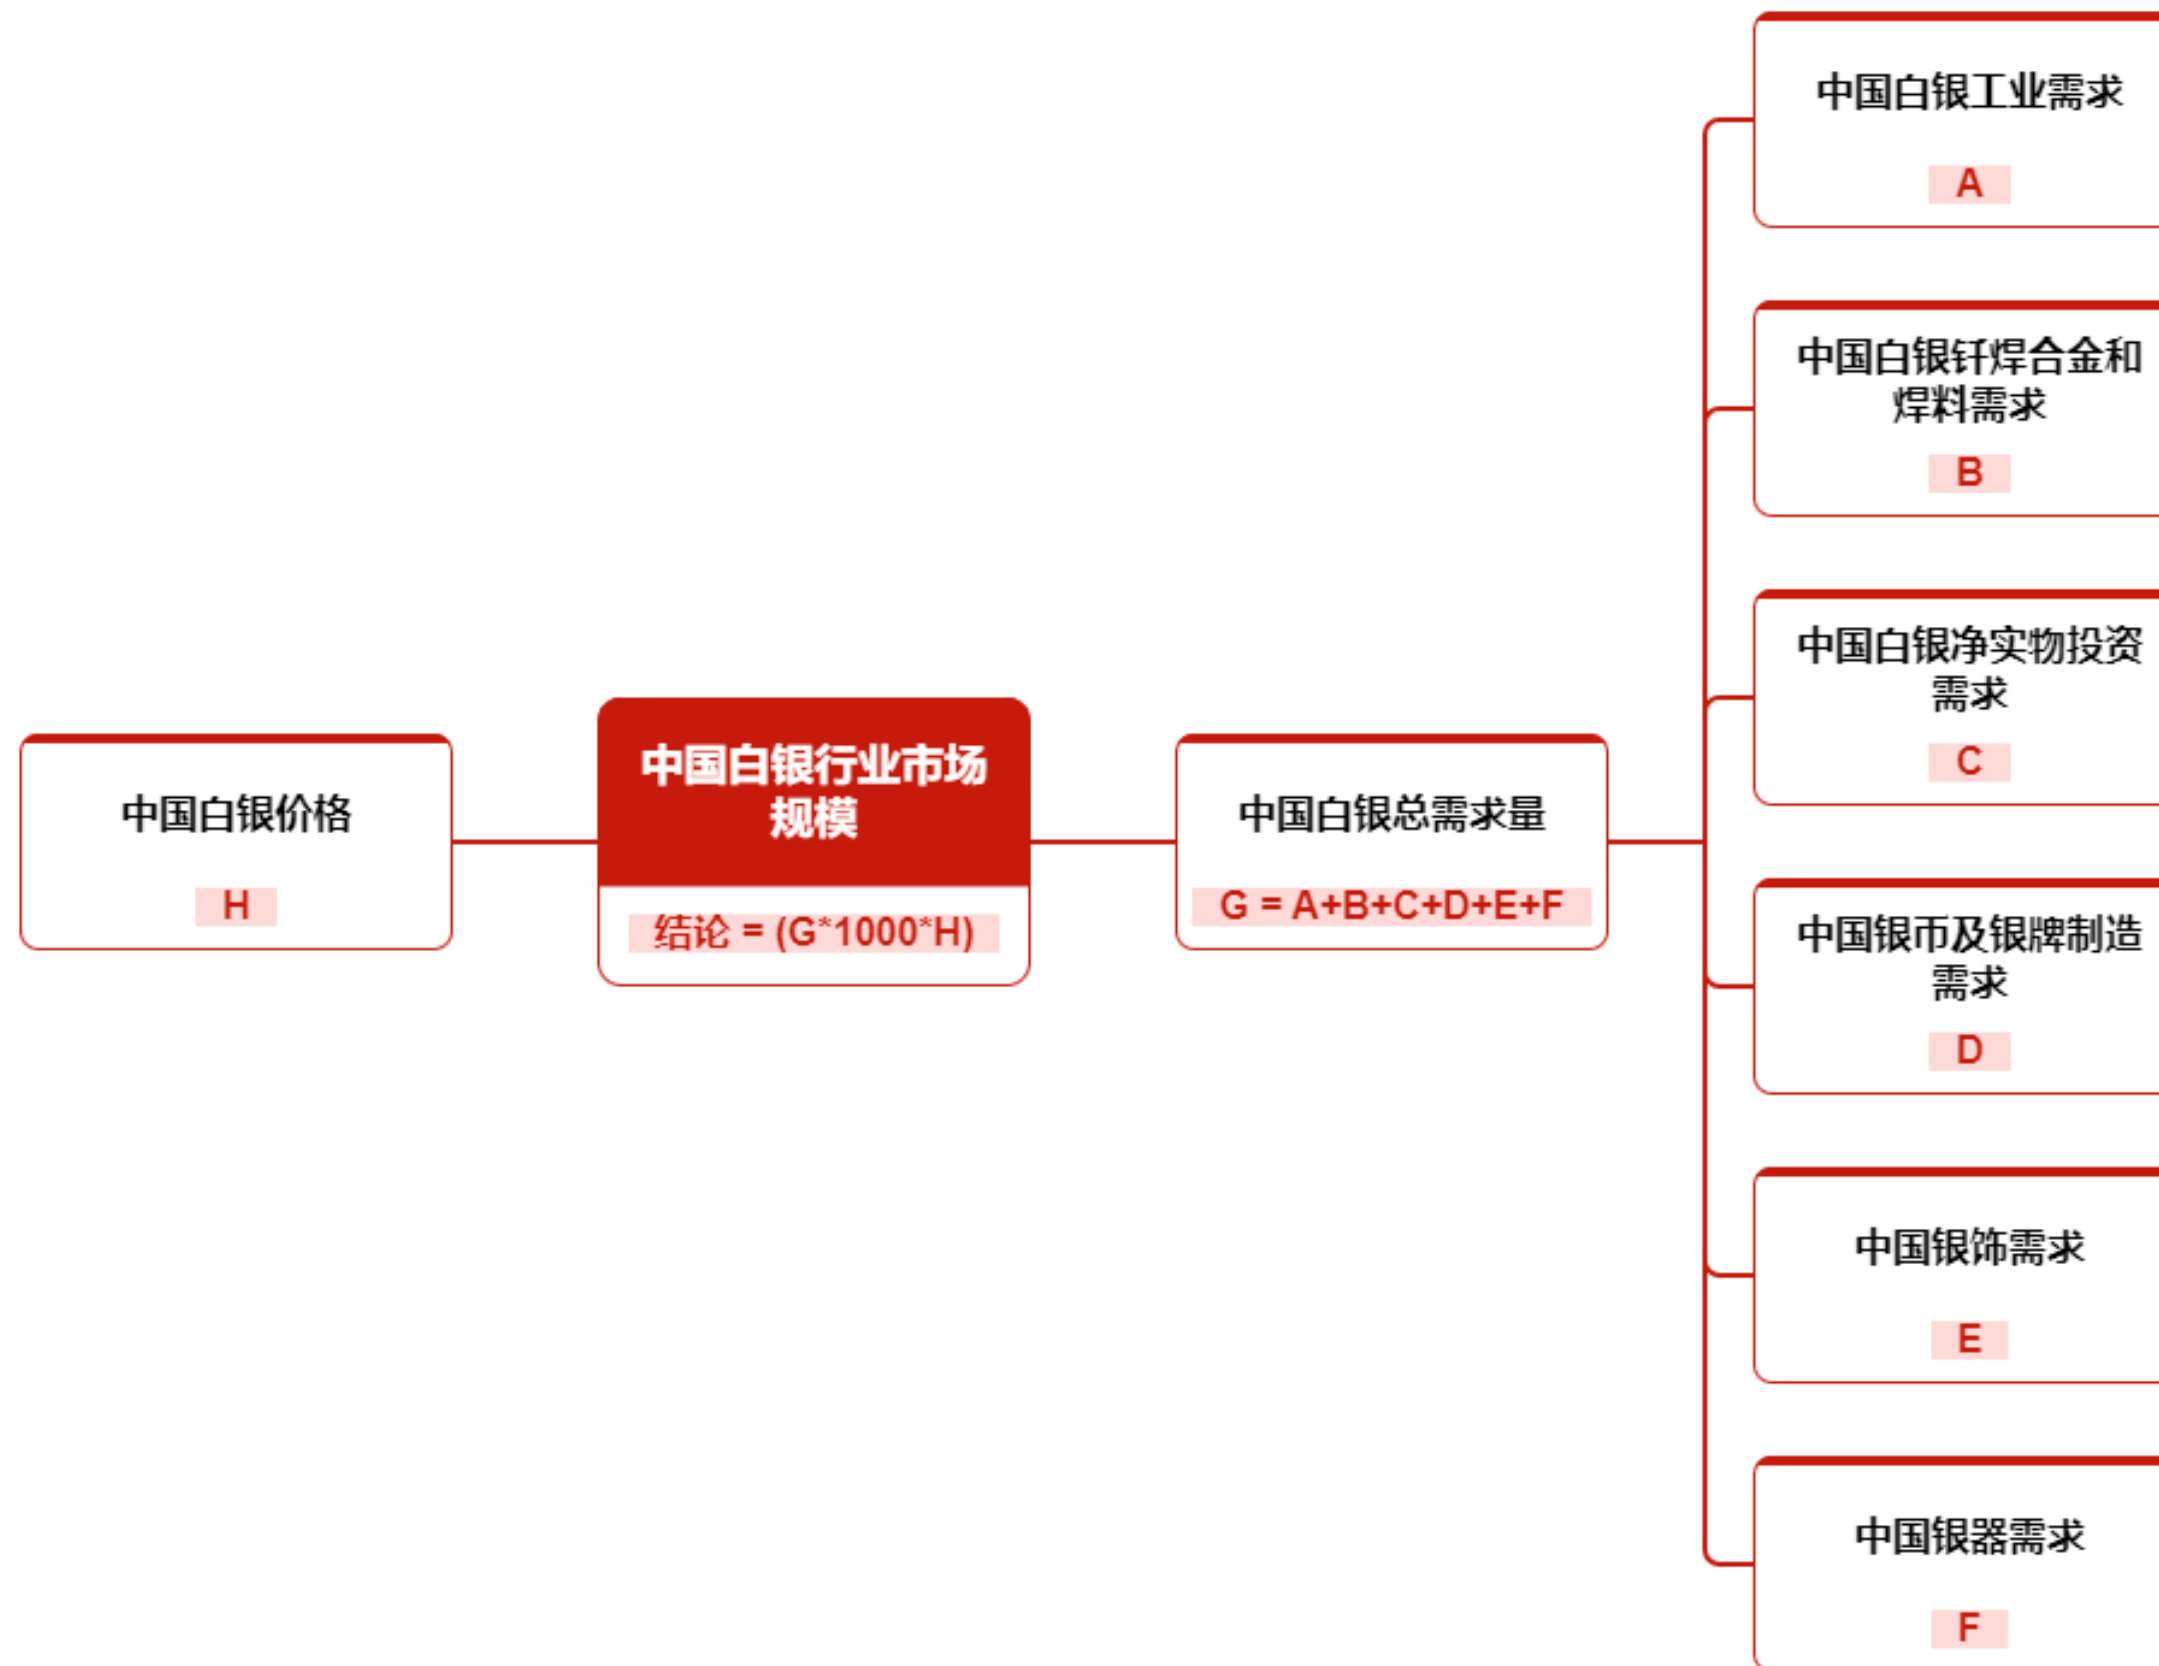 中国白银价格
H
中国白银行业市场
规模
结论 = (G*1000*H)
中国白银总需求量
G = A+B+C+D+E+F
中国白银工业需求
A
中国白银钎焊合金和
焊料需求
B
中国白银净实物投资
需求
C
中国银币及银牌制造
需求
D
中国银饰需求
E
中国银器需求
F